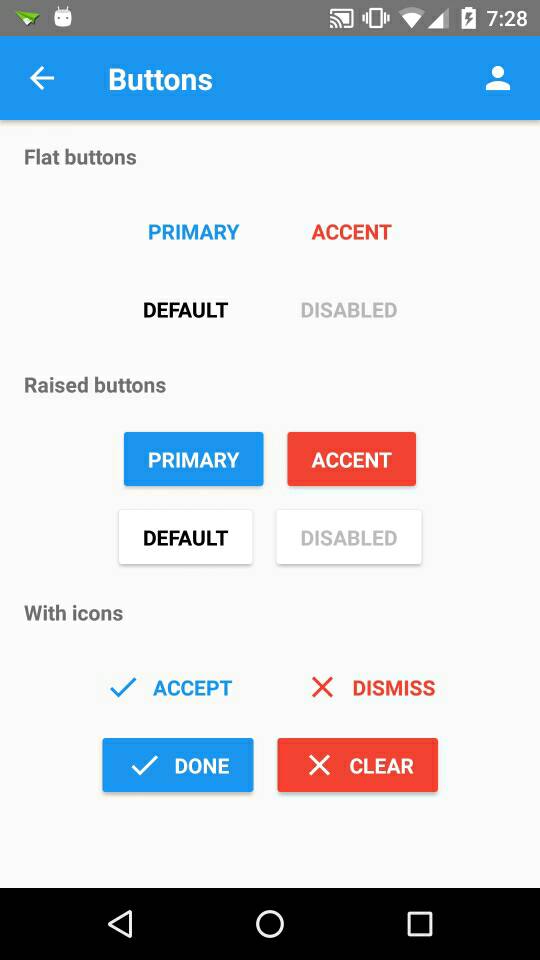 7:28
Buttons
Flat buttons
PRIMARY ACCENT
DEFAULT DISABLED
Raised buttons
PRIMARY ACCENT
DEFAULT DISABLED
With icons
ACCEPT DISMISS
DONE CLEAR